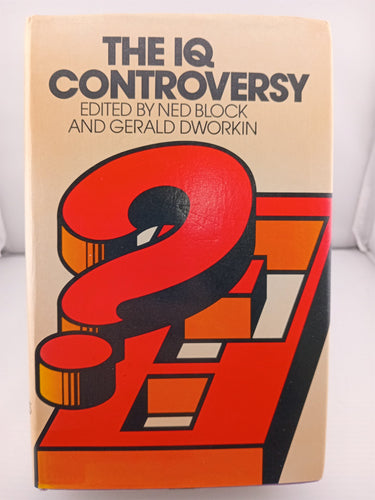 THE IQ
CONTROVERSY
EDITED BY NED BLOCK
AND GERALD DWORKIN
?